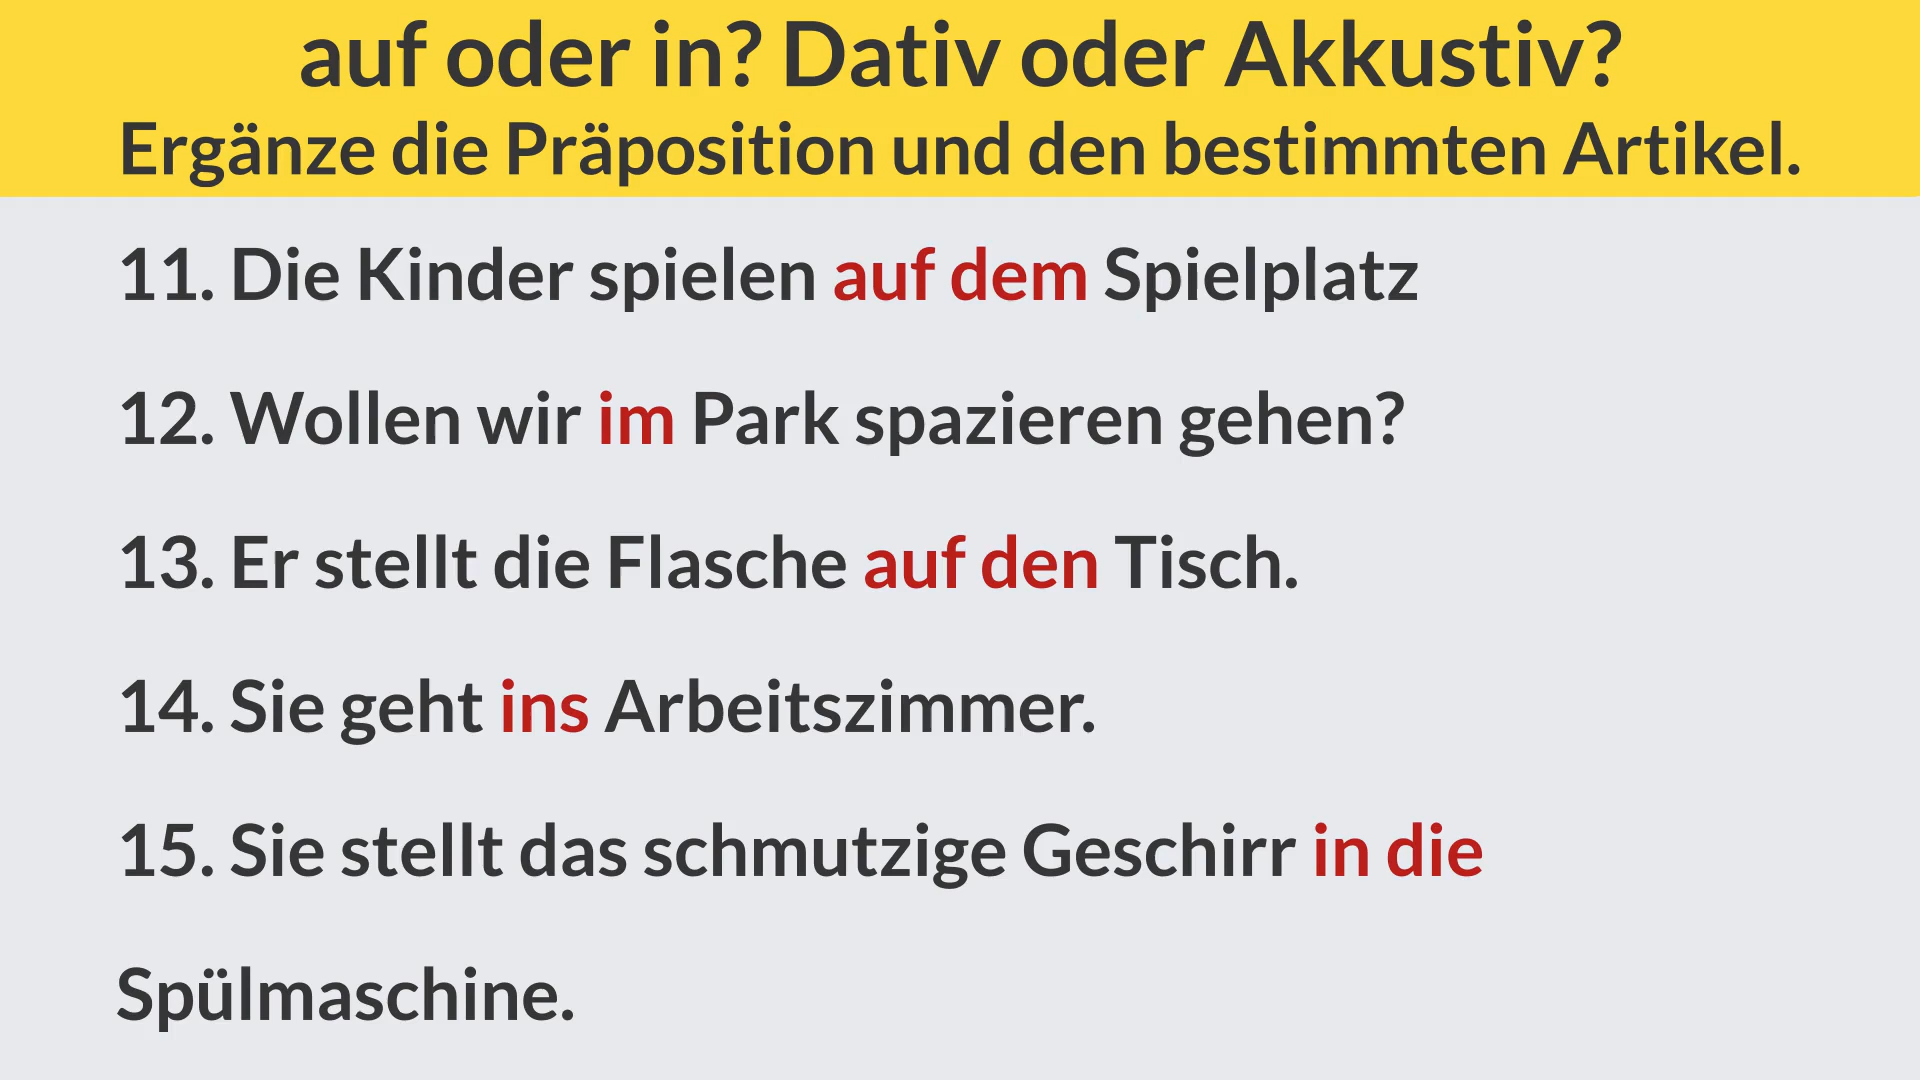 auf oder in? Dativ oder Akkustiv?
Ergänze die Präposition und den bestimmten Artikel.
11. Die Kinder spielen auf dem Spielplatz
12. Wollen wir im Park spazieren gehen?
13. Er stellt die Flasche auf den Tisch.
14. Sie geht ins Arbeitszimmer.
15. Sie stellt das schmutzige Geschirr in die
Spülmaschine.